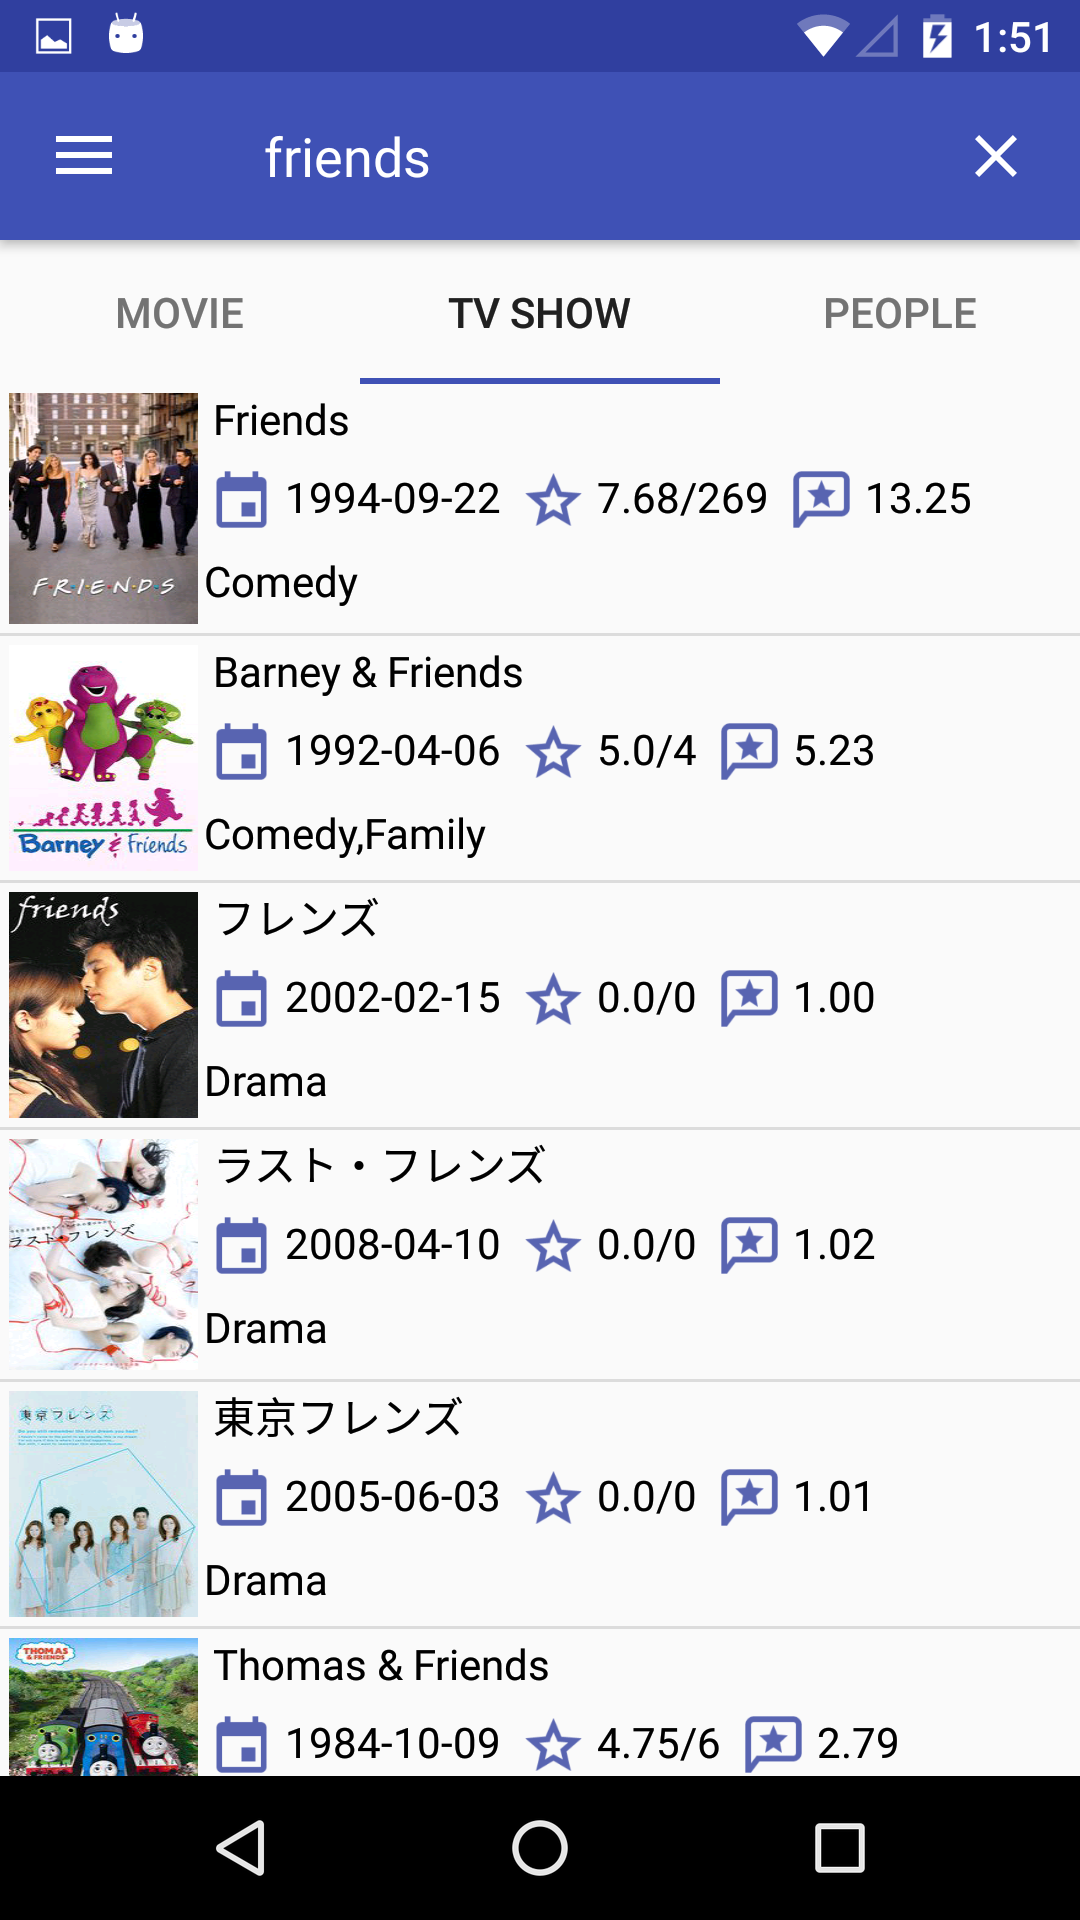 1:51
friends
MOVIE TV SHOW PEOPLE
Friends
1994-09-22 7.68/269 13.25
F·R·I·E·N·D·S
Comedy
Barney & Friends
1992-04-06 5.0/4 5.23
Barney & Friends
Comedy,Family
friends
フレンズ
2002-02-15 0.0/0 1.00
Drama
ラスト・フレンズ
2008-04-10 0.0/0 1.02
ラスト・フレンズ
Drama
東京フレンズ
東京フレンズ
2005-06-03 0.0/0 1.01
Drama
THOMAS
& FRIENDS
Thomas & Friends
1984-10-09 4.75/6 2.79